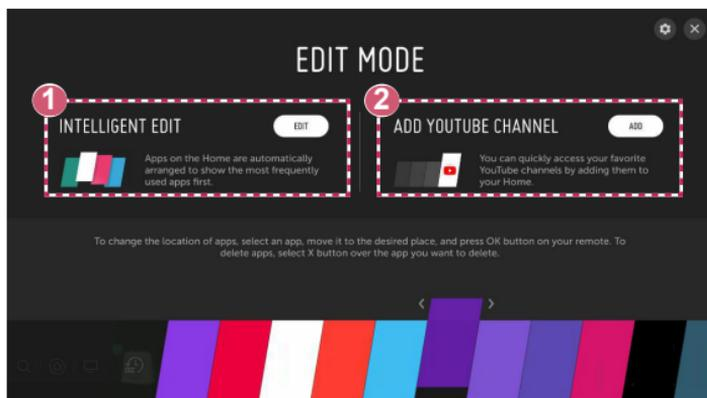 EDIT MODE
1
INTELLIGENT EDIT
EDIT
Apps on the Home are automatically
arranged to show the most frequently
used apps first.
2
ADD YOUTUBE CHANNEL
ADD
You can quickly access your favorite
YouTube channels by adding them to
your Home.
To change the location of apps, select an app, move it to the desired place, and press OK button on your remote. To
delete apps, select X button over the app you want to delete.